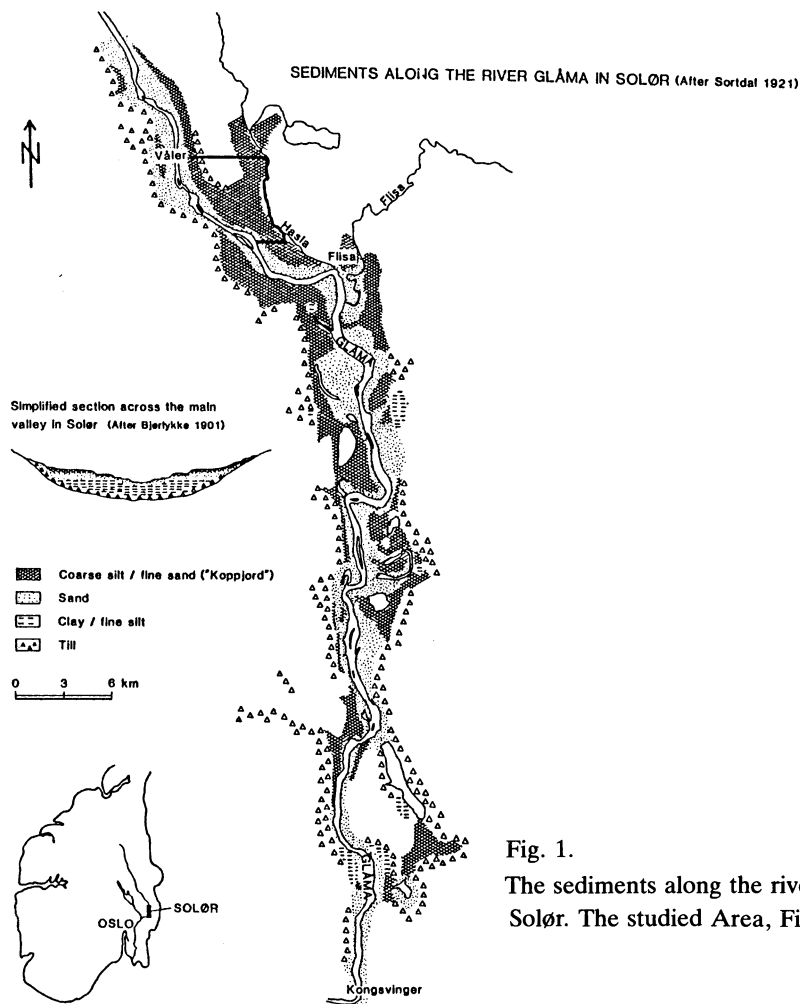 SEDIMENTS ALONG THE RIVER GLÅMA IN SOLØR (After Sortdal 1921)
N
Våler
Flisa
Hasla
Flisa
GLÅMA
Simplified section across the main
valley in Solør (After Bjørlykke 1901)
Coarse silt / fine sand ("Koppjord")
Sand
Clay / fine silt
Till
0 3 6 km
GLÅMA
SOLØR
OSLO
Kongsvinger
Fig. 1.
The sediments along the rive
Solør. The studied Area, Fi